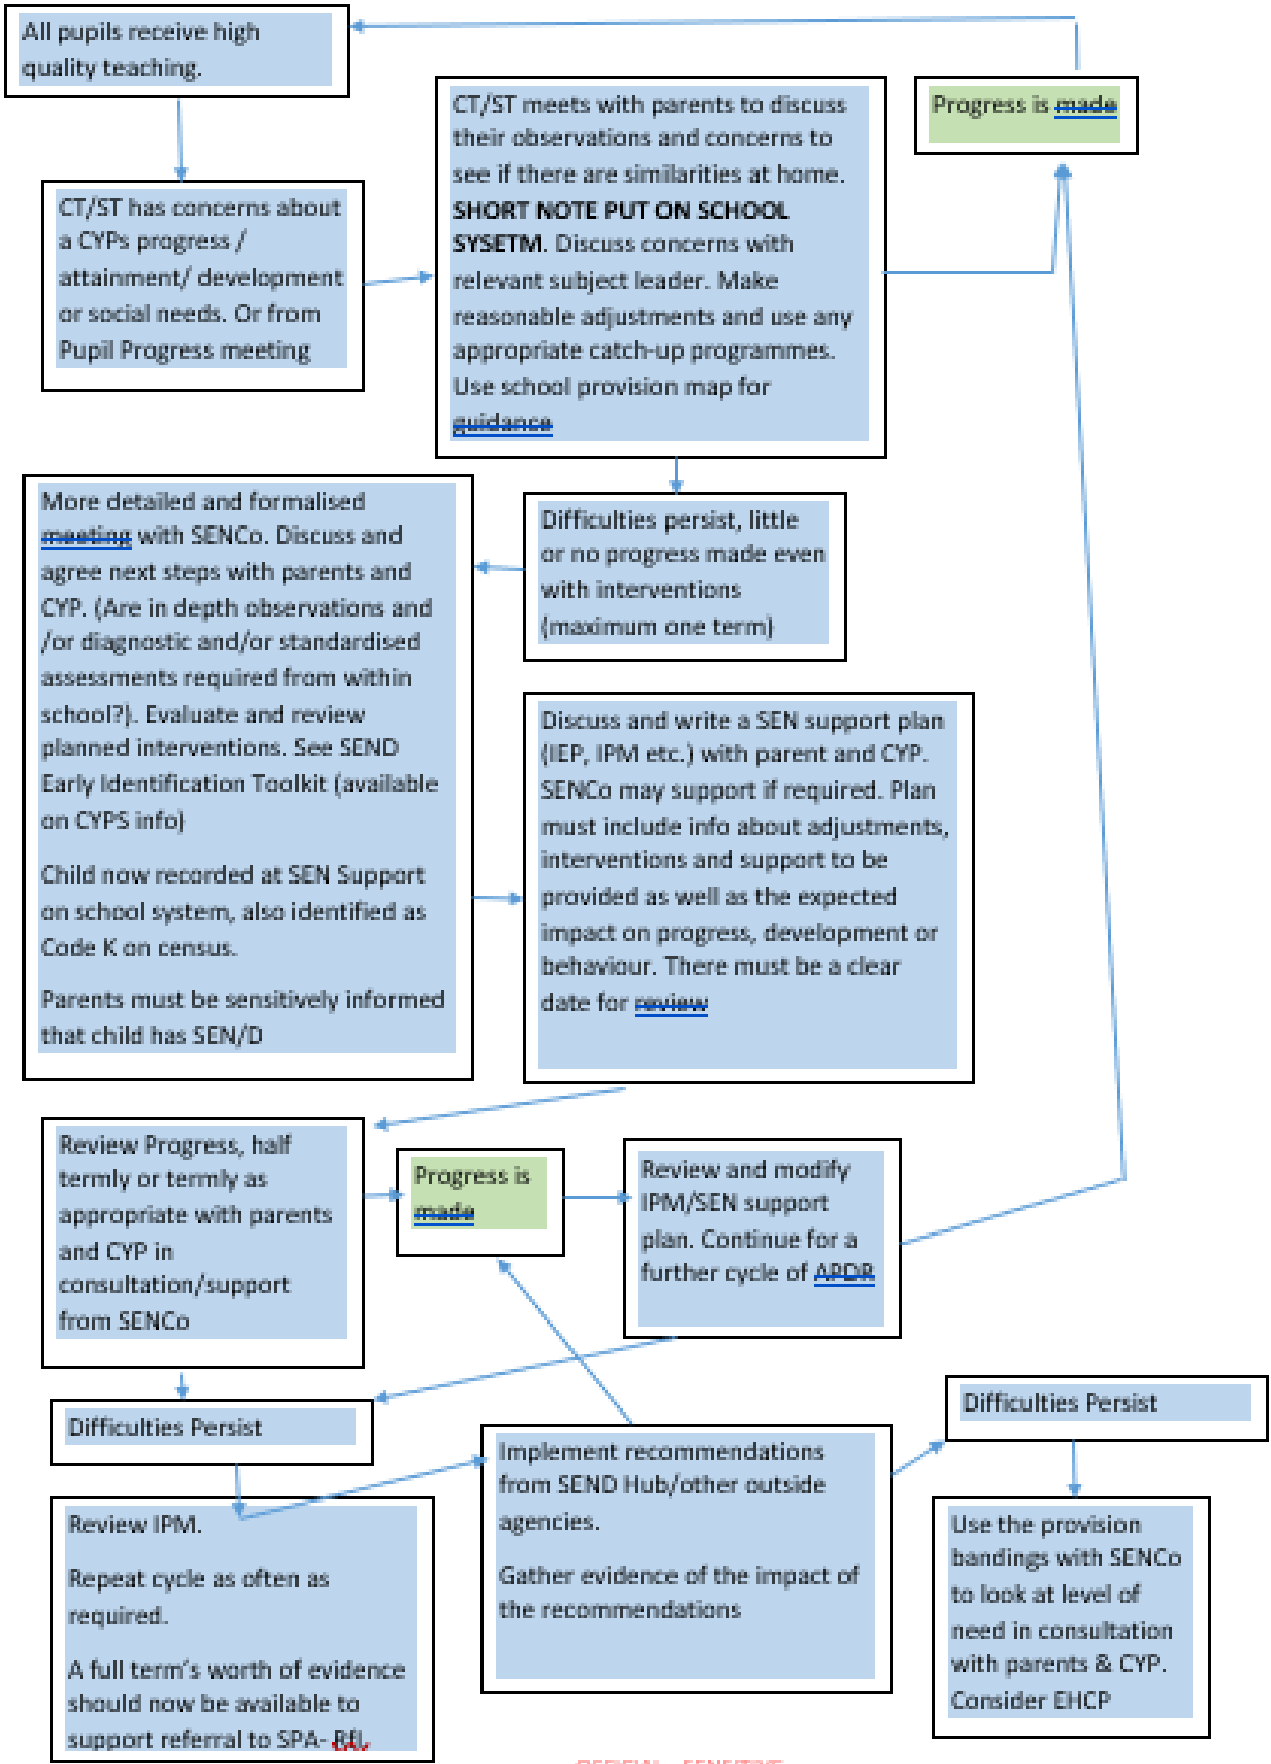 All pupils receive high
quality teaching.
Progress is made
CT/ST meets with parents to discuss
their observations and concerns to
see if there are similarities at home.
SHORT NOTE PUT ON SCHOOL
SYSETM. Discuss concerns with
relevant subject leader. Make
reasonable adjustments and use any
appropriate catch-up programmes.
Use school provision map for
guidance
CT/ST has concerns about
a CYPs progress /
attainment/ development
or social needs. Or from
Pupil Progress meeting
More detailed and formalised
meeting with SENCo. Discuss and
agree next steps with parents and
CYP. (Are in depth observations and
/or diagnostic and/or standardised
assessments required from within
school?). Evaluate and review
planned interventions. See SEND
Early Identification Toolkit (available
on CYPS info)
Child now recorded at SEN Support
on school system, also identified as
Code K on census.
Parents must be sensitively informed
that child has SEN/D
Difficulties persist, little
or no progress made even
with interventions
(maximum one term)
Discuss and write a SEN support plan
(IEP, IPM etc.) with parent and CYP.
SENCo may support if required. Plan
must include info about adjustments,
interventions and support to be
provided as well as the expected
impact on progress, development or
behaviour. There must be a clear
date for review
Review Progress, half
termly or termly as
appropriate with parents
and CYP in
consultation/support
from SENCo
Progress is
made
Review and modify
IPM/SEN support
plan. Continue for a
further cycle of APDR
Difficulties Persist
Difficulties Persist
Implement recommendations
from SEND Hub/other outside
agencies.
Gather evidence of the impact of
the recommendations
Review IPM.
Repeat cycle as often as
required.
A full term's worth of evidence
should now be available to
support referral to SPA- RfI
Use the provision
bandings with SENCo
to look at level of
need in consultation
with parents & CYP.
Consider EHCP